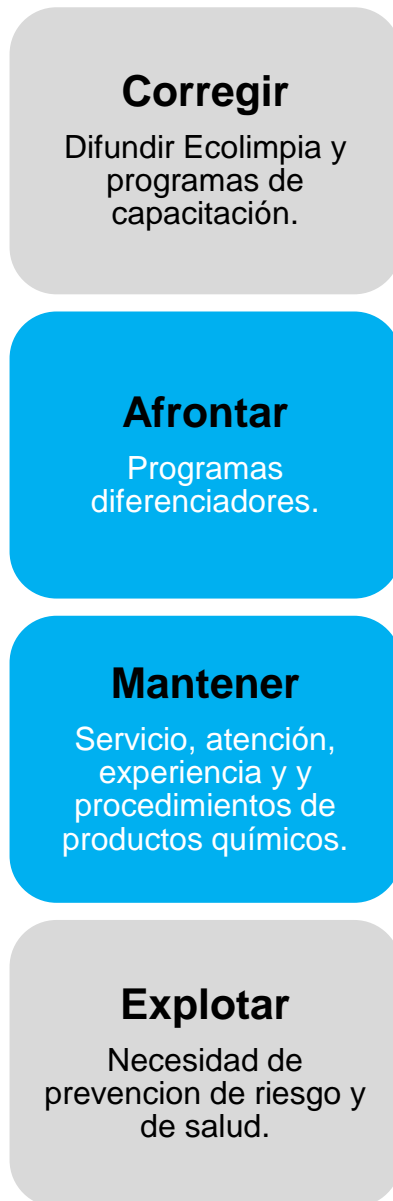 Corregir
Difundir Ecolimpia y
programas de
capacitación.
Afrontar
Programas
diferenciadores.
Mantener
Servicio, atención,
experiencia y y
procedimientos de
productos químicos.
Explotar
Necesidad de
prevencion de riesgo y
de salud.